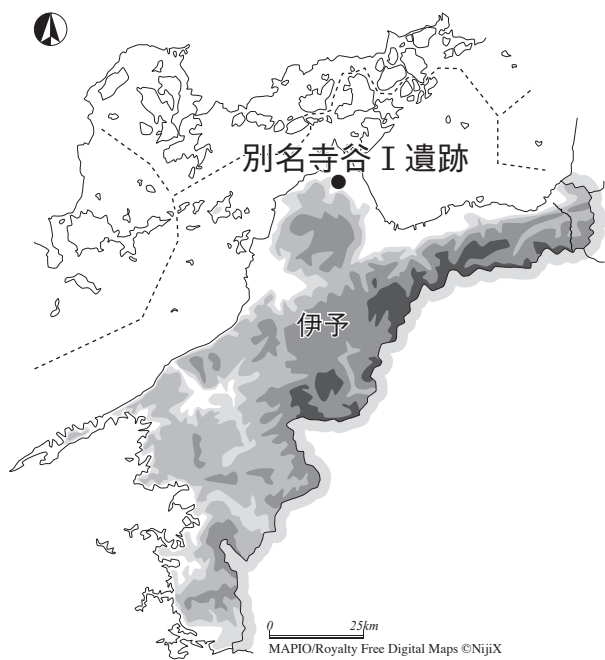 別名寺谷Ⅰ遺跡
伊予
0 25km
MAPIO/Royalty Free Digital Maps ©NijiX